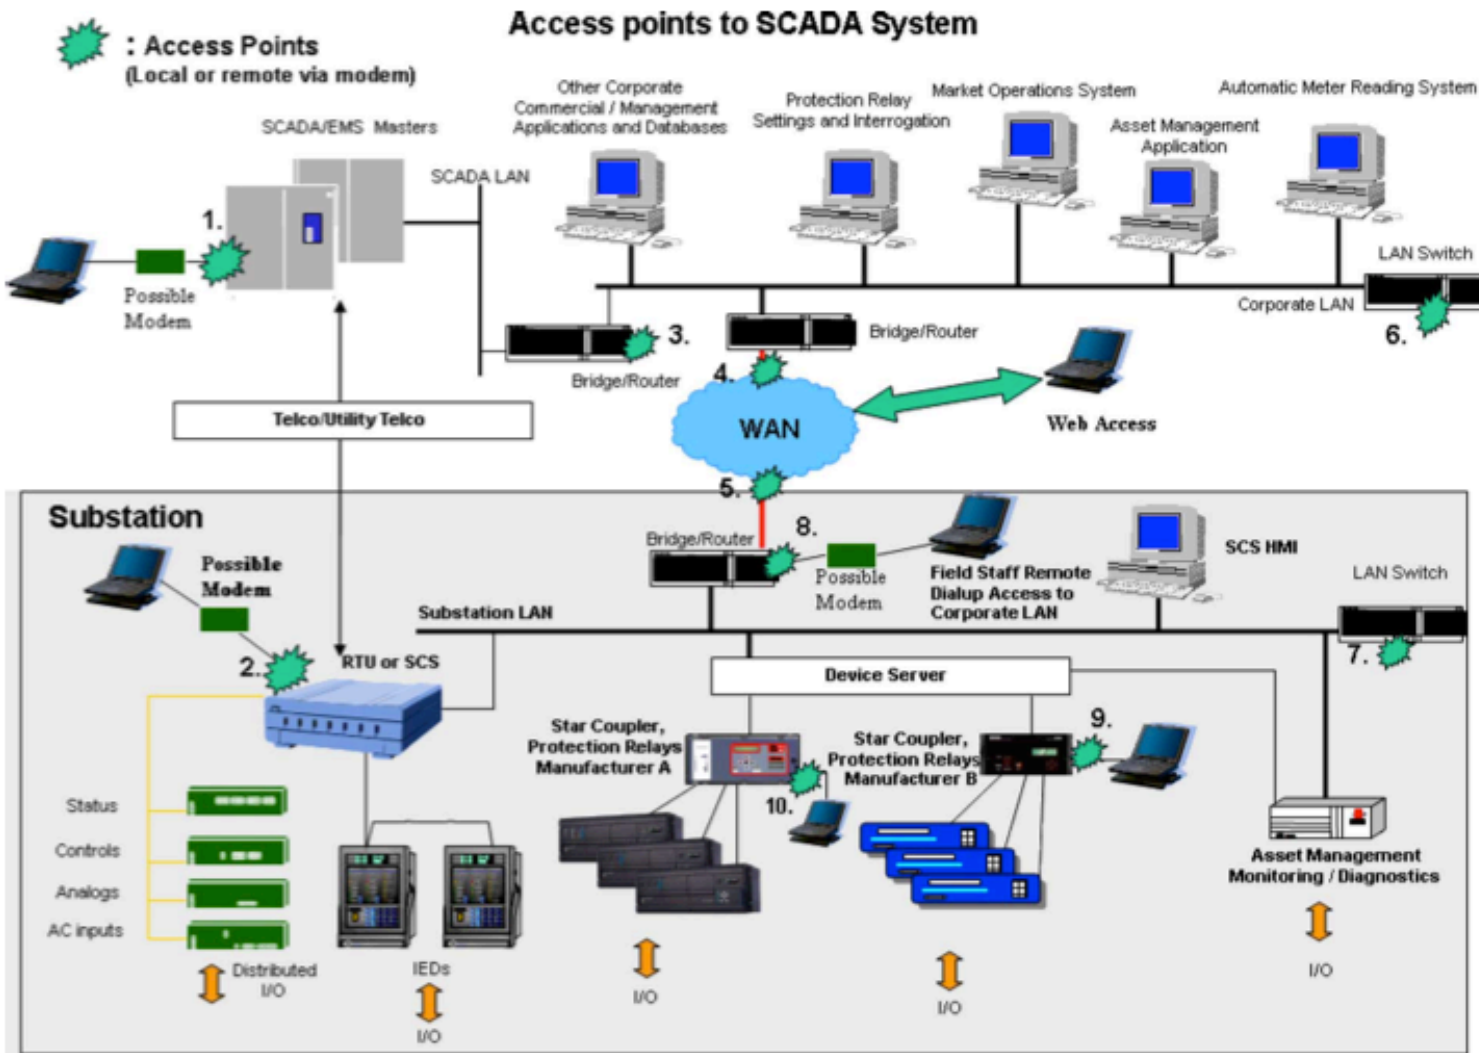 Access points to SCADA System
: Access Points
(Local or remote via modem)
SCADA/EMS Masters
SCADA LAN
Other Corporate
Commercial / Management
Applications and Databases
Protection Relay
Settings and Interrogation
Market Operations System
Asset Management
Application
Automatic Meter Reading System
LAN Switch
1.
Possible
Modem
Corporate LAN
6.
3.
Bridge/Router
Bridge/Router
4.
Telco/Utility Telco
WAN
Web Access
5.
Substation
Possible
Modem
Bridge/Router
8.
Possible
Modem
Field Staff Remote
Dialup Access to
Corporate LAN
SCS HMI
LAN Switch
Substation LAN
7.
2.
RTU or SCS
Device Server
Star Coupler,
Protection Relays
Manufacturer A
10.
Star Coupler,
Protection Relays
Manufacturer B
9.
Status
Controls
Analogs
AC inputs
Distributed
I/O
IEDs
I/O
I/O
I/O
Asset Management
Monitoring / Diagnostics
I/O